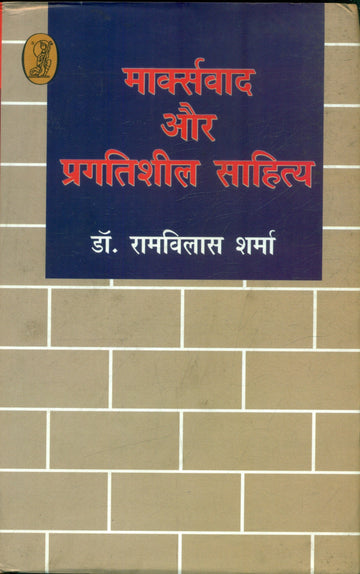 मार्क्सवाद
और
प्रगतिशील साहित्य
डॉ. रामविलास शर्मा